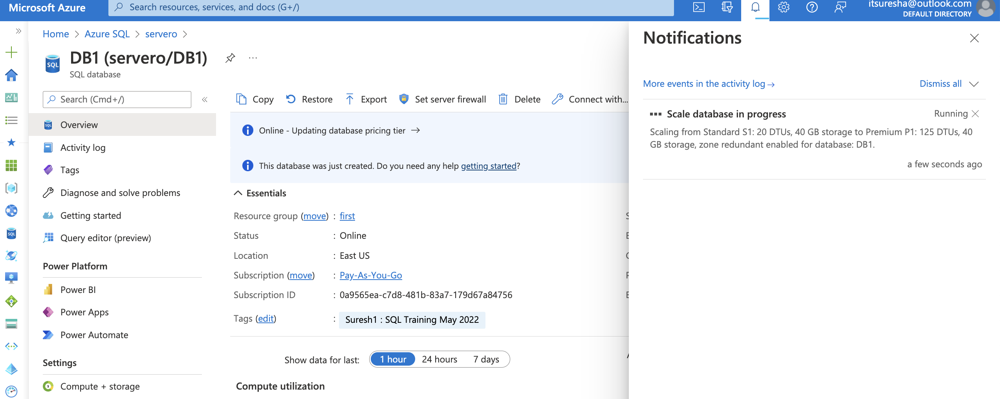 Microsoft Azure
Search resources, services, and docs (G+/)
itsuresha@outlook.com
DEFAULT DIRECTORY
Home > Azure SQL > servero >
DB1 (servero/DB1)
SQL database
Search (Cmd+/)
Overview
Activity log
Tags
Diagnose and solve problems
Getting started
Query editor (preview)
Power Platform
Power BI
Power Apps
Power Automate
Settings
Compute + storage
Copy Restore Export Set server firewall Delete Connect with...
Online - Updating database pricing tier →
This database was just created. Do you need any help getting started?
Essentials
Resource group (move) : first
Status : Online
Location : East US
Subscription (move) : Pay-As-You-Go
Subscription ID : 0a9565ea-c7d8-481b-83a7-179d67a84756
Tags (edit) : Suresh1 : SQL Training May 2022
Show data for last: 1 hour 24 hours 7 days
Compute utilization
Notifications
More events in the activity log → Dismiss all
Scale database in progress Running
Scaling from Standard S1: 20 DTUs, 40 GB storage to Premium P1: 125 DTUs, 40
GB storage, zone redundant enabled for database: DB1.
a few seconds ago